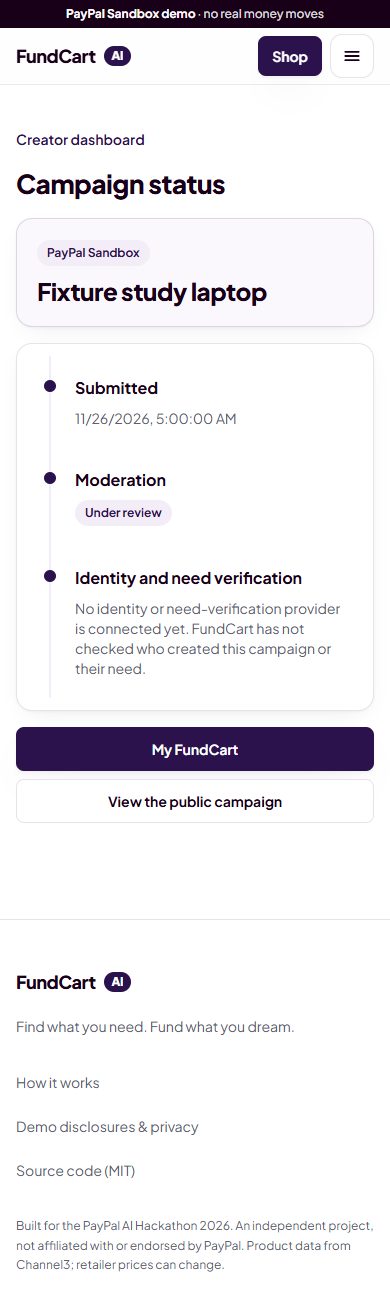 PayPal Sandbox demo · no real money moves
FundCart AI
Shop
Creator dashboard
Campaign status
PayPal Sandbox
Fixture study laptop
Submitted
11/26/2026, 5:00:00 AM
Moderation
Under review
Identity and need verification
No identity or need-verification provider
is connected yet. FundCart has not
checked who created this campaign or
their need.
My FundCart
View the public campaign
FundCart AI
Find what you need. Fund what you dream.
How it works
Demo disclosures & privacy
Source code (MIT)
Built for the PayPal AI Hackathon 2026. An independent project,
not affiliated with or endorsed by PayPal. Product data from
Channel3; retailer prices can change.